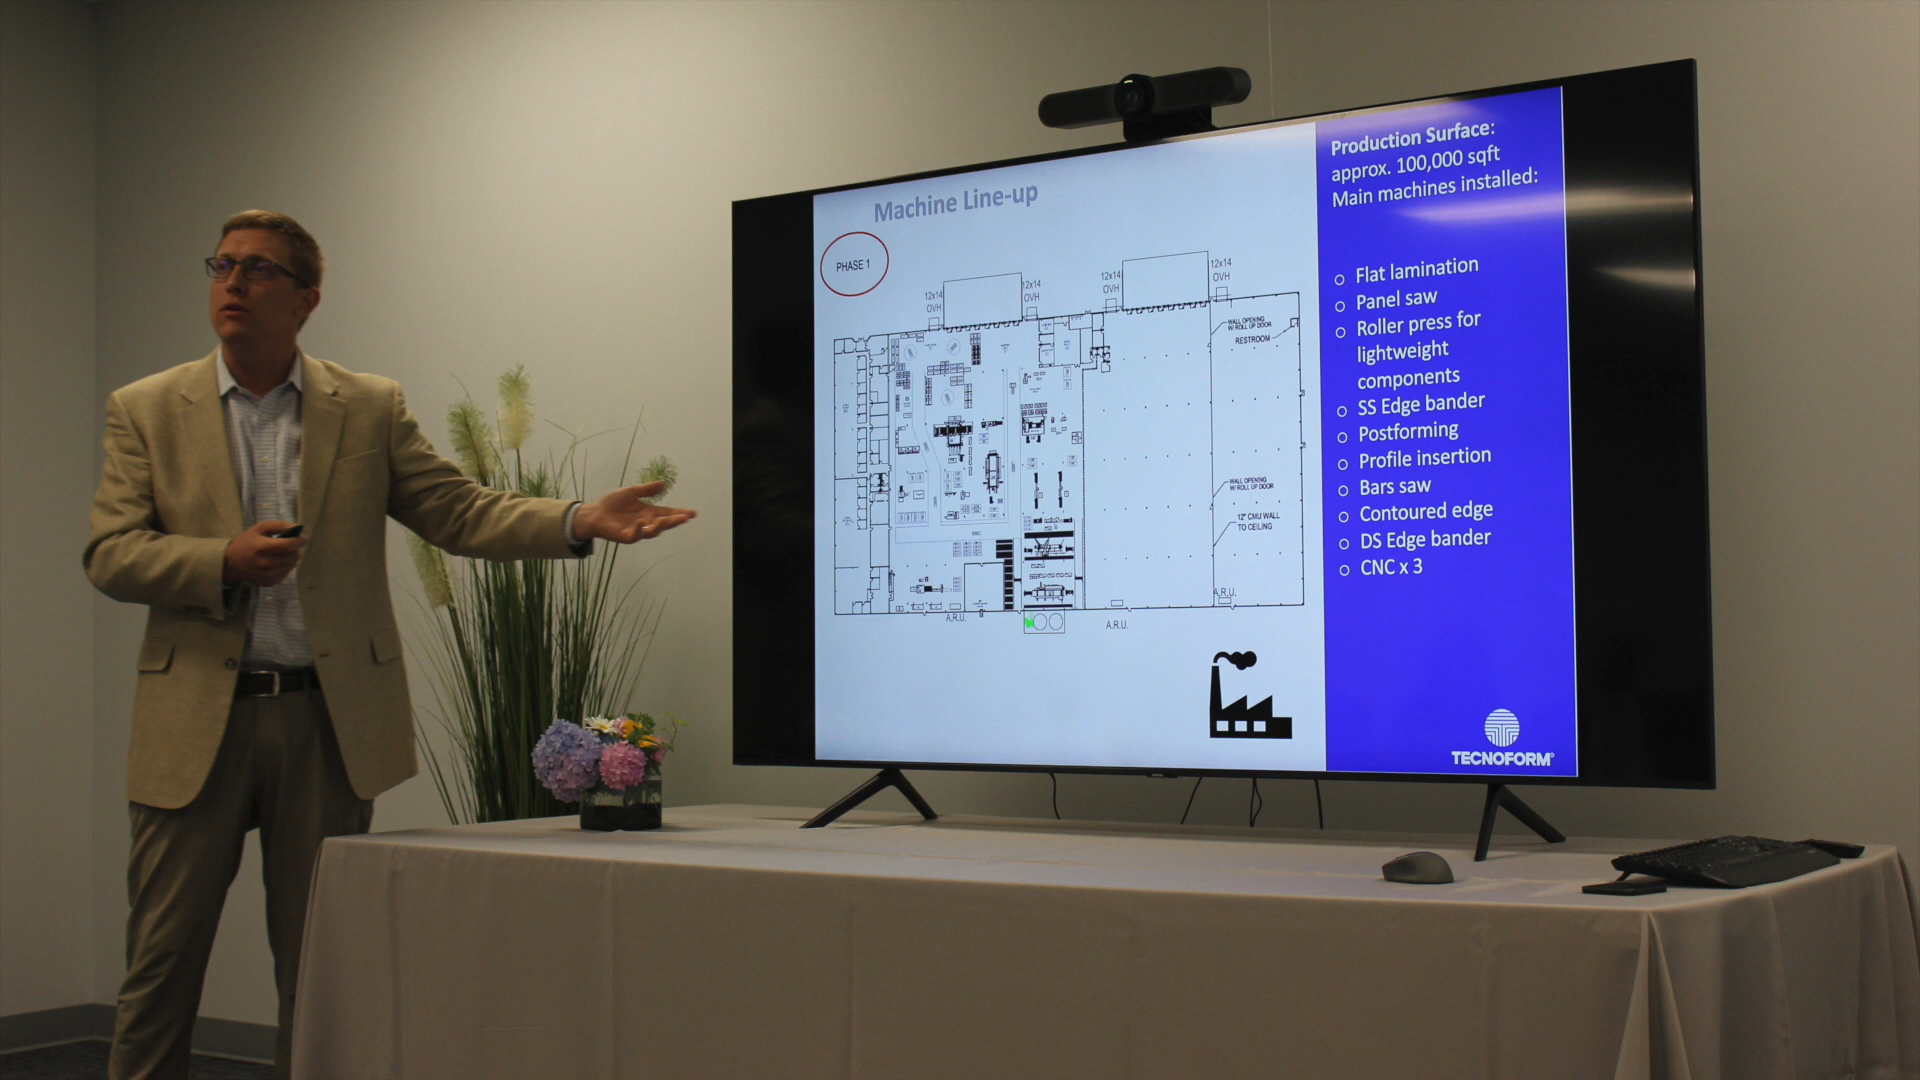 Machine Line-up
PHASE 1
12x14
OVH
12x14
OVH
12x14
OVH
12x14
OVH
WALL OPENING
W/ ROLL UP DOOR
RESTROOM
WALL OPENING
W/ ROLL UP DOOR
12" CMU WALL
TO CEILING
A.R.U.
A.R.U.
A.R.U.
Production Surface:
approx. 100,000 sqft
Main machines installed:
Flat lamination
Panel saw
Roller press for
lightweight
components
SS Edge bander
Postforming
Profile insertion
Bars saw
Contoured edge
DS Edge bander
CNC x 3
TECNOFORM®